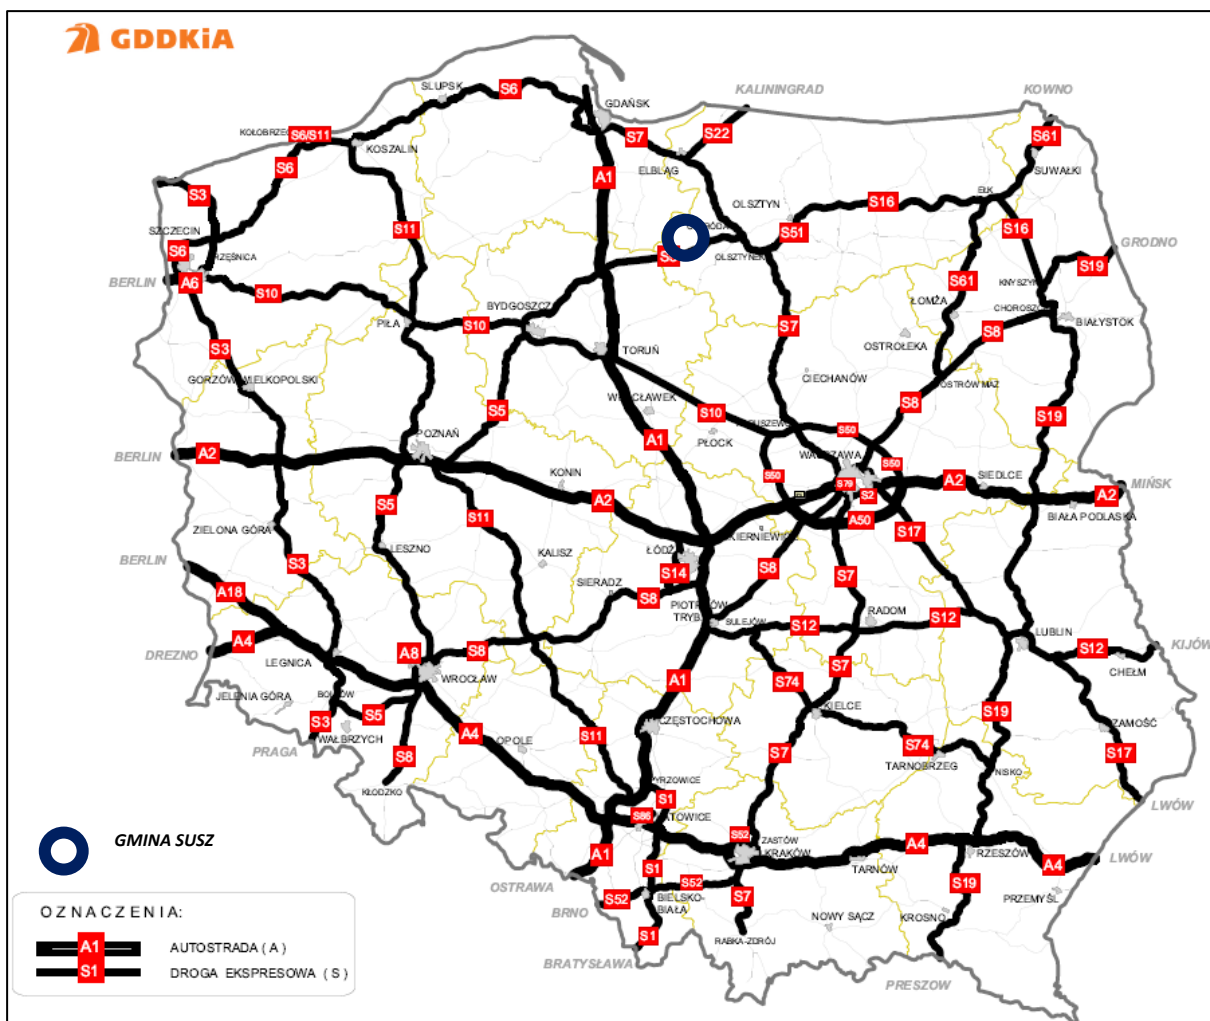 GDDKiA
KALININGRAD
KOWNO
SŁUPSK
S6
GDAŃSK
S7
S22
S61
S6/S11
KOSZALIN
ELBLĄG
SUWAŁKI
S6
A1
EŁK
S3
S16
OLSZTYN
S11
S16
SZCZECIN
S51
GRODNO
S6
OLSZTYNEK
S19
BERLIN
A6
S10
S61
KNYSZYN
ŁOMŻA
BYDGOSZCZ
CHOROSZCZ
PIŁA
S10
S7
S8
BIAŁYSTOK
S3
TORUŃ
OSTROŁEKA
CIECHANÓW
GORZÓW WIELKOPOLSKI
OSTRÓW MAZ
S5
S10
S8
S19
POZNAŃ
PŁOCK
A1
S50
BERLIN
A2
WARSZAWA
S50
KONIN
S50
S79
A2
SIEDLCE
MIŃSK
S5
A2
S2
A2
BIAŁA PODLASKA
S11
A50
ZIELONA GÓRA
S17
LESZNO
KALISZ
ŁÓDŹ
BERLIN
S3
S14
S8
S7
A18
SIERADZ
S8
RADOM
SULEJÓW
S12
S12
A4
LUBLIN
DREZNO
LEGNICA
A8
S8
S12
KIJÓW
WROCŁAW
S7
CHEŁM
A1
S74
JELENIA GÓRA
S5
S19
S3
KIELCE
CZĘSTOCHOWA
ZAMOŚĆ
WAŁBRZYCH
A4
S11
PRAGA
OPOLE
S7
S74
S17
S8
TARNOBRZEG
NISKO
KŁODZKO
S1
LWÓW
S86
S52
ZASTÓW
A4
GMINA SUSZ
A1
KRAKÓW
RZESZÓW
LWÓW
S1
TARNÓW
A4
OSTRAWA
S52
S19
S52
BIELSKO-
BIAŁA
S7
PRZEMYŚL
BRNO
NOWY SĄCZ
KROSNO
OZNACZENIA:
S1
RABKA-ZDRÓJ
A1
AUTOSTRADA ( A )
BRATYSŁAWA
S1
DROGA EKSPRESOWA ( S )
PRESZOW